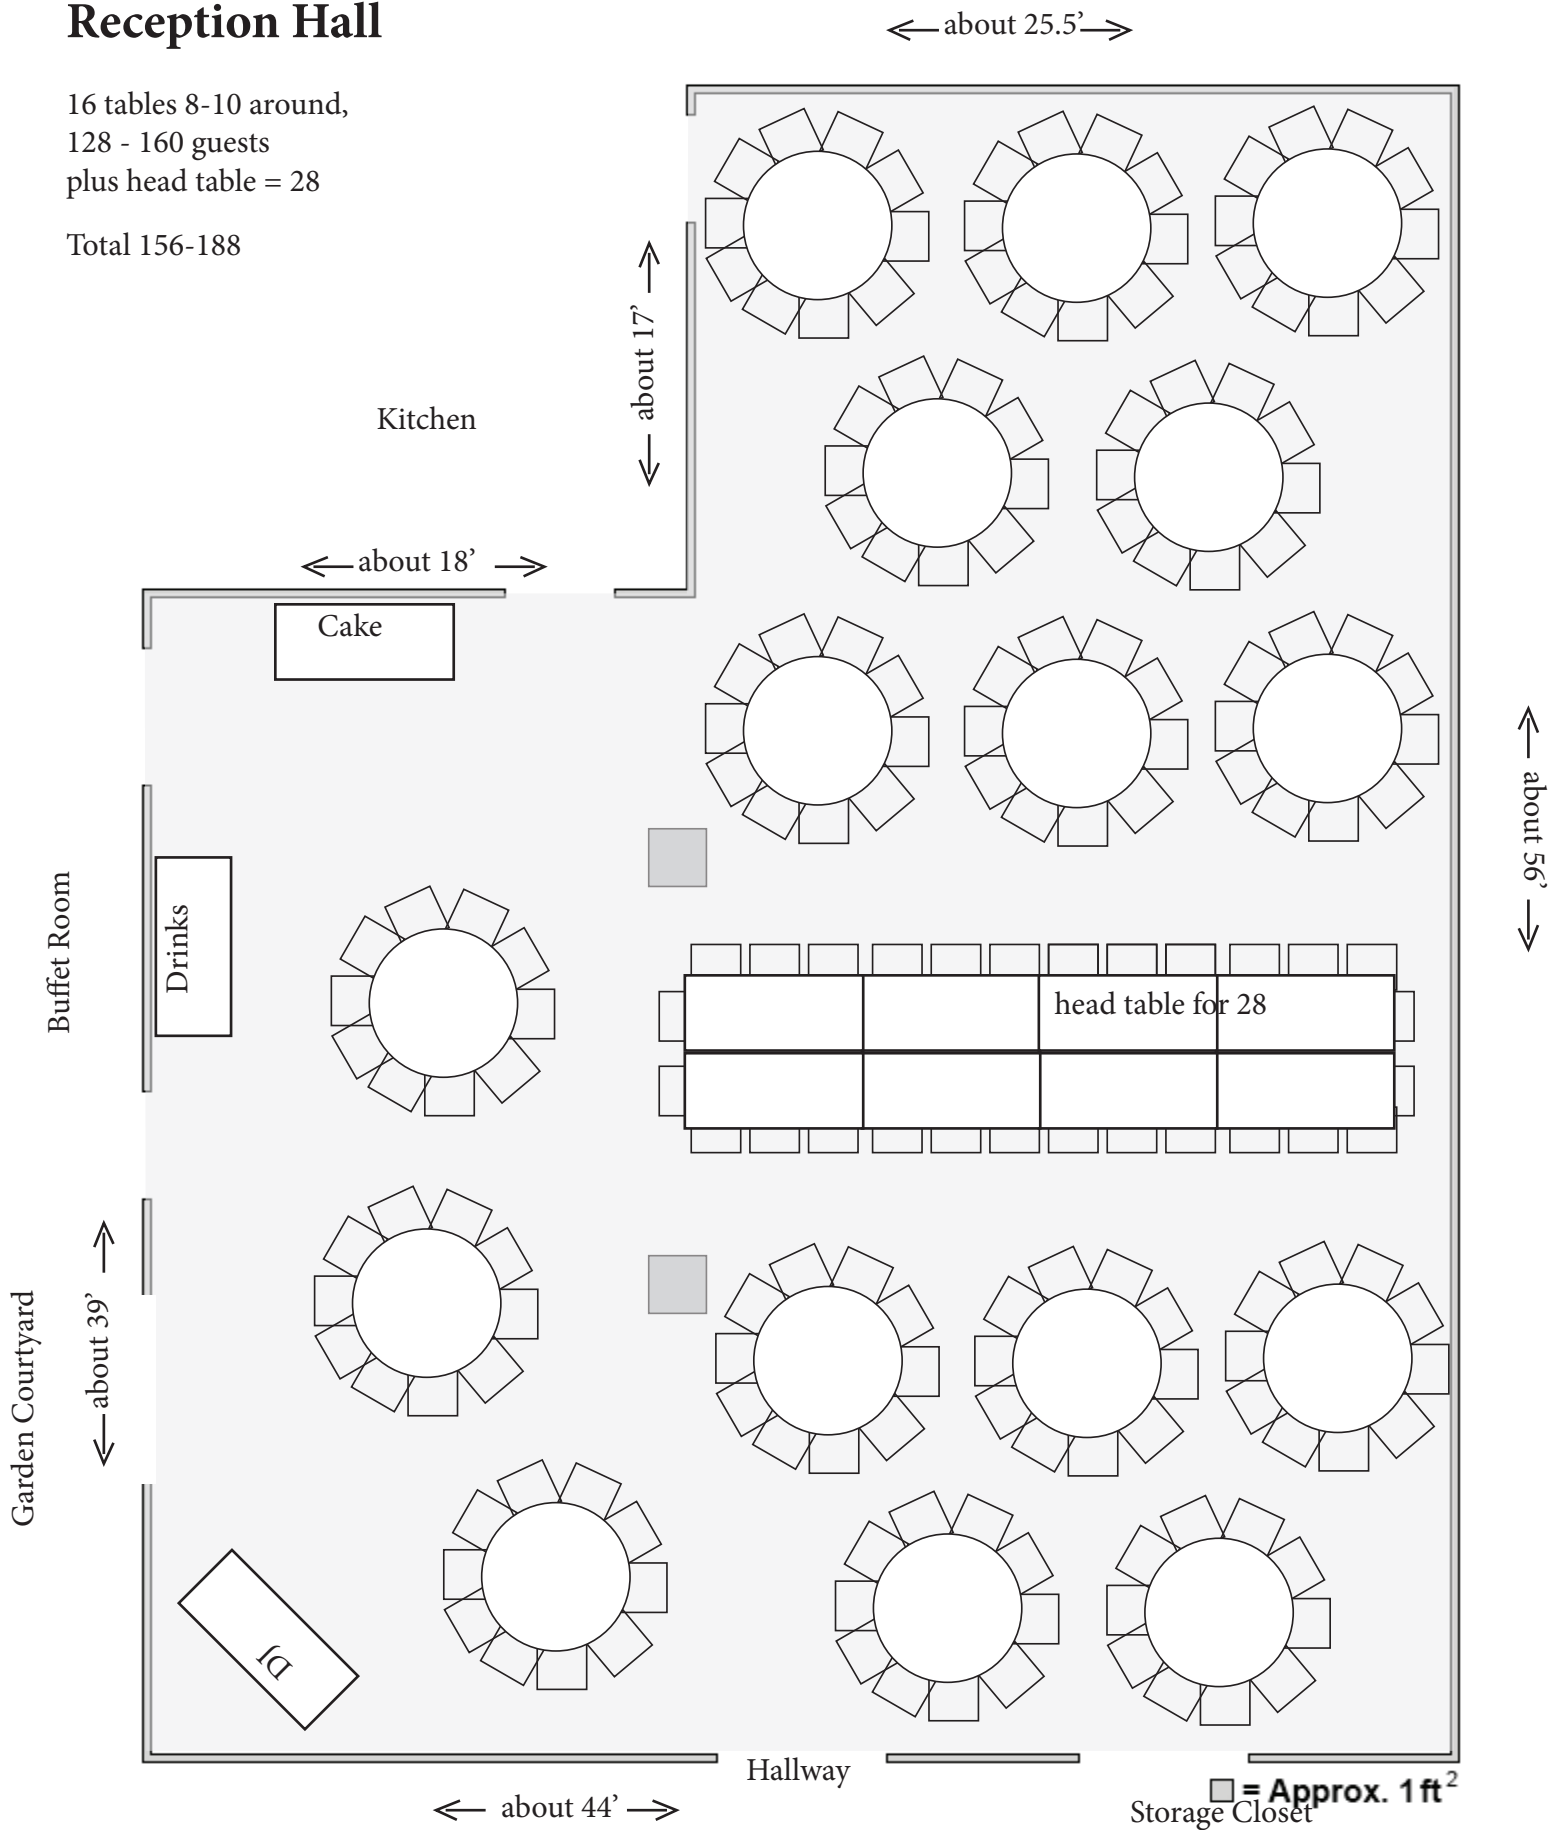 Reception Hall
about 25.5’
16 tables 8-10 around,
128 - 160 guests
plus head table = 28
Total 156-188
about 17’
Kitchen
about 18’
Cake
about 56’
Buffet Room
Drinks
head table for 28
Garden Courtyard
about 39’
DJ
Hallway
= Approx. 1 ft²
about 44’
Storage Closet